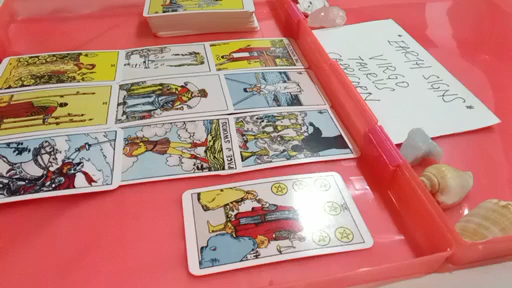 *EARTH SIGNS*
VIRGO
TAURUS
CAPRICORN
PAGE of SWORDS